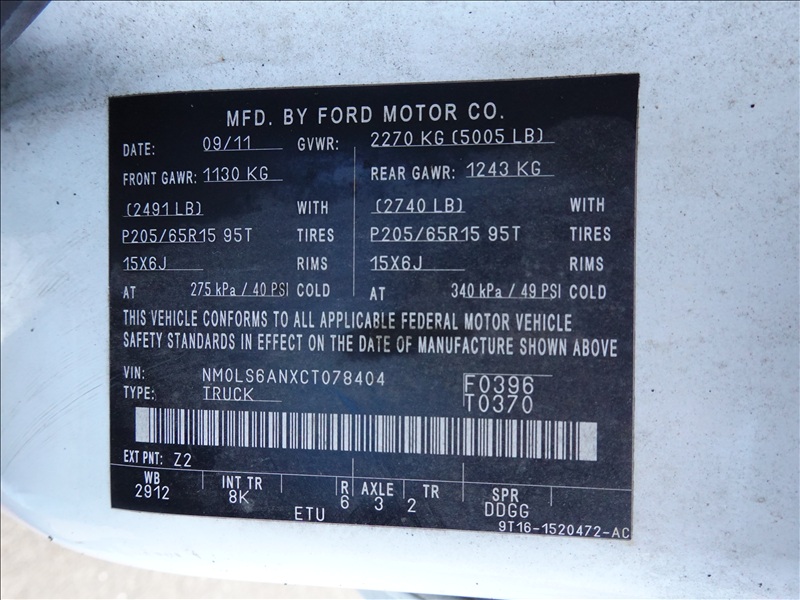 MFD. BY FORD MOTOR CO.
DATE: 09/11 GVWR: 2270 KG (5005 LB)
FRONT GAWR: 1130 KG REAR GAWR: 1243 KG
(2491 LB) WITH (2740 LB) WITH
P205/65R15 95T TIRES P205/65R15 95T TIRES
15X6J RIMS 15X6J RIMS
AT 275 kPa / 40 PSI COLD AT 340 kPa / 49 PSI COLD
THIS VEHICLE CONFORMS TO ALL APPLICABLE FEDERAL MOTOR VEHICLE
SAFETY STANDARDS IN EFFECT ON THE DATE OF MANUFACTURE SHOWN ABOVE
VIN: NM0LS6ANXCT078404 F0396
TYPE: TRUCK T0370
EXT PNT: Z2
WB INT TR R AXLE TR SPR
2912 8K 6 3 2 DDGG
ETU 9T16-1520472-AC